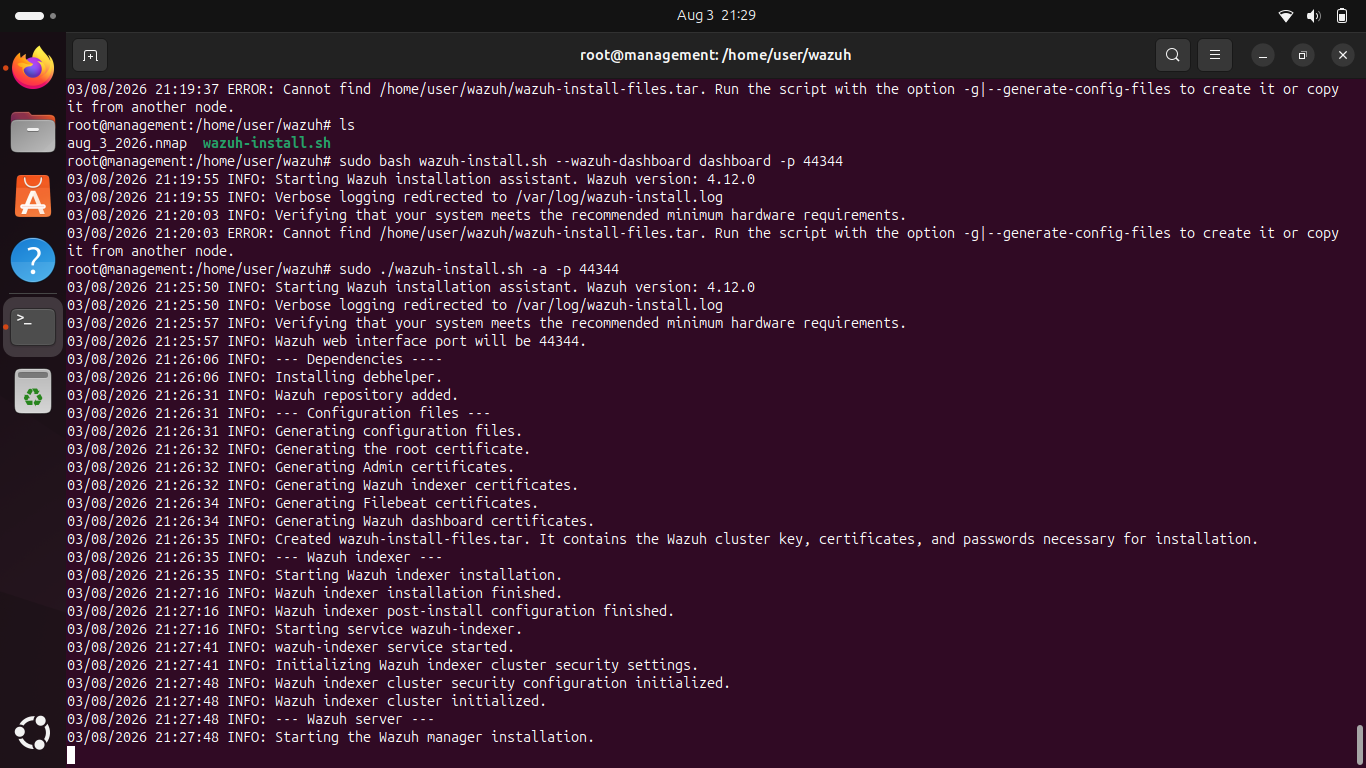 Aug 3 21:29
root@management: /home/user/wazuh
03/08/2026 21:19:37 ERROR: Cannot find /home/user/wazuh/wazuh-install-files.tar. Run the script with the option -g|--generate-config-files to create it or copy
it from another node.
root@management:/home/user/wazuh# ls
aug_3_2026.nmap  wazuh-install.sh
root@management:/home/user/wazuh# sudo bash wazuh-install.sh --wazuh-dashboard dashboard -p 44344
03/08/2026 21:19:55 INFO: Starting Wazuh installation assistant. Wazuh version: 4.12.0
03/08/2026 21:19:55 INFO: Verbose logging redirected to /var/log/wazuh-install.log
03/08/2026 21:20:03 INFO: Verifying that your system meets the recommended minimum hardware requirements.
03/08/2026 21:20:03 ERROR: Cannot find /home/user/wazuh/wazuh-install-files.tar. Run the script with the option -g|--generate-config-files to create it or copy
it from another node.
root@management:/home/user/wazuh# sudo ./wazuh-install.sh -a -p 44344
03/08/2026 21:25:50 INFO: Starting Wazuh installation assistant. Wazuh version: 4.12.0
03/08/2026 21:25:50 INFO: Verbose logging redirected to /var/log/wazuh-install.log
03/08/2026 21:25:57 INFO: Verifying that your system meets the recommended minimum hardware requirements.
03/08/2026 21:25:57 INFO: Wazuh web interface port will be 44344.
03/08/2026 21:26:06 INFO: --- Dependencies ----
03/08/2026 21:26:06 INFO: Installing debhelper.
03/08/2026 21:26:31 INFO: Wazuh repository added.
03/08/2026 21:26:31 INFO: --- Configuration files ---
03/08/2026 21:26:31 INFO: Generating configuration files.
03/08/2026 21:26:32 INFO: Generating the root certificate.
03/08/2026 21:26:32 INFO: Generating Admin certificates.
03/08/2026 21:26:32 INFO: Generating Wazuh indexer certificates.
03/08/2026 21:26:34 INFO: Generating Filebeat certificates.
03/08/2026 21:26:34 INFO: Generating Wazuh dashboard certificates.
03/08/2026 21:26:35 INFO: Created wazuh-install-files.tar. It contains the Wazuh cluster key, certificates, and passwords necessary for installation.
03/08/2026 21:26:35 INFO: --- Wazuh indexer ---
03/08/2026 21:26:35 INFO: Starting Wazuh indexer installation.
03/08/2026 21:27:16 INFO: Wazuh indexer installation finished.
03/08/2026 21:27:16 INFO: Wazuh indexer post-install configuration finished.
03/08/2026 21:27:16 INFO: Starting service wazuh-indexer.
03/08/2026 21:27:41 INFO: wazuh-indexer service started.
03/08/2026 21:27:41 INFO: Initializing Wazuh indexer cluster security settings.
03/08/2026 21:27:48 INFO: Wazuh indexer cluster security configuration initialized.
03/08/2026 21:27:48 INFO: Wazuh indexer cluster initialized.
03/08/2026 21:27:48 INFO: --- Wazuh server ---
03/08/2026 21:27:48 INFO: Starting the Wazuh manager installation.